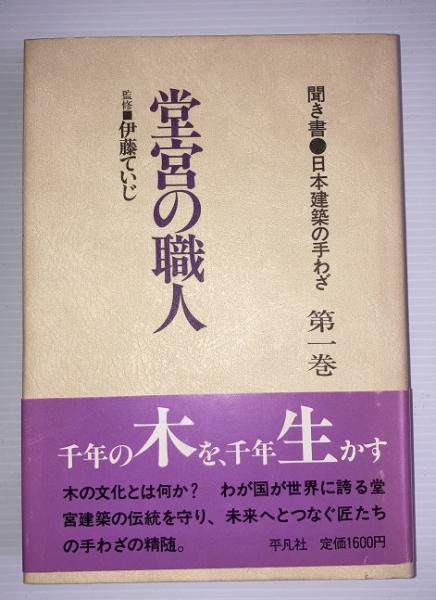 聞き書●日本建築の手わざ 第一巻
堂宮の職人
監修■伊藤ていじ
千年の木を、千年生かす
木の文化とは何か? わが国が世界に誇る堂
宮建築の伝統を守り、未来へとつなぐ匠たち
の手わざの精随。
平凡社 定価1600円